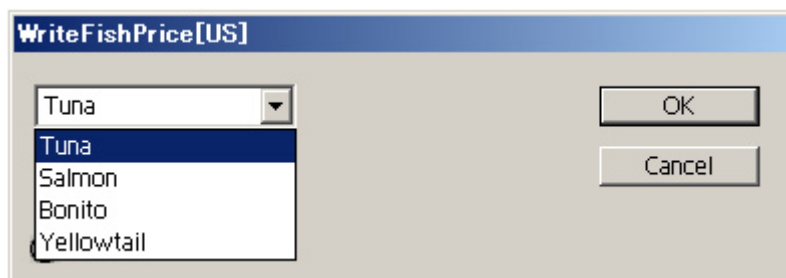 WriteFishPrice[US]
Tuna
OK
Tuna
Cancel
Salmon
Bonito
Yellowtail